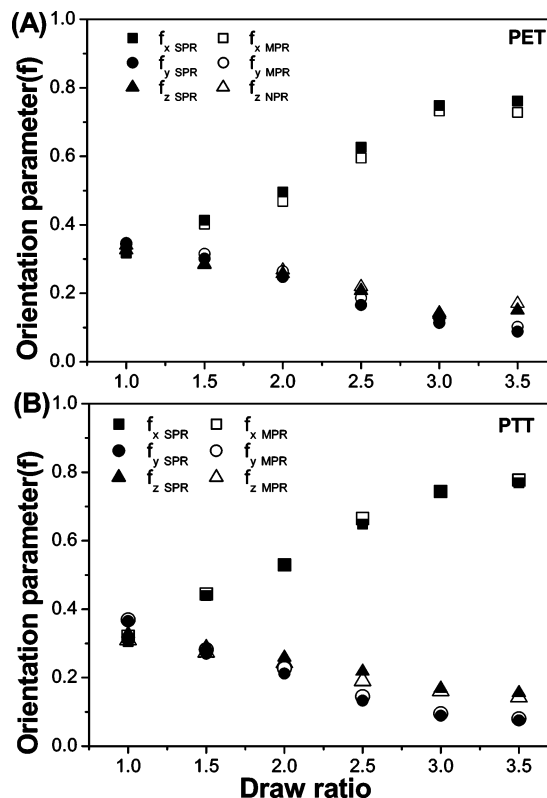 (A)
PET
f x SPR f x MPR
f y SPR f y MPR
f z SPR f z NPR
Orientation parameter(f)
1.0
0.8
0.6
0.4
0.2
0.0
1.0 1.5 2.0 2.5 3.0 3.5
(B)
PTT
f x SPR f x MPR
f y SPR f y MPR
f z SPR f z MPR
Orientation parameter(f)
1.0
0.8
0.6
0.4
0.2
0.0
1.0 1.5 2.0 2.5 3.0 3.5
Draw ratio